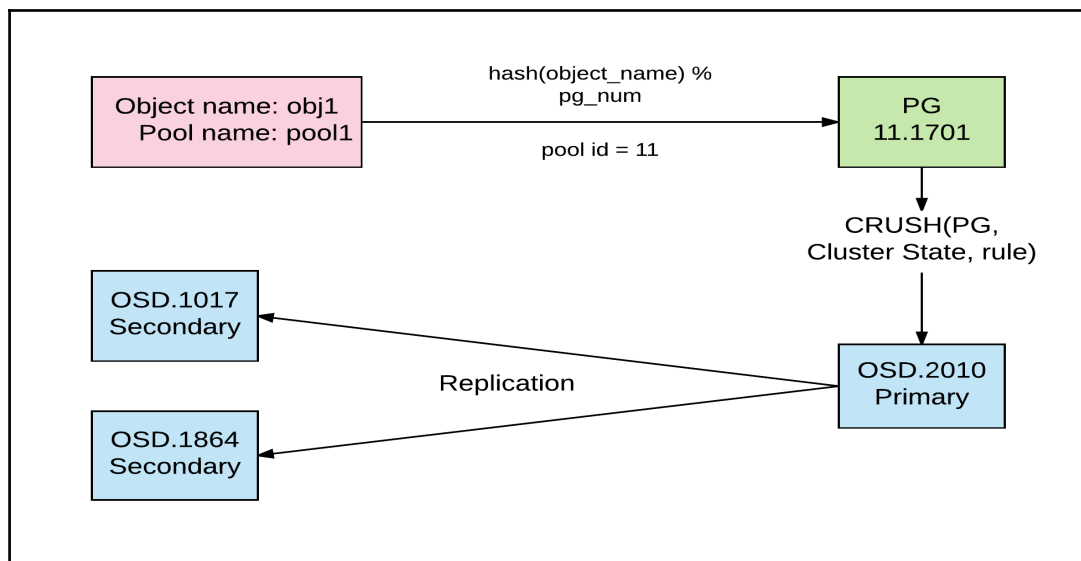 Object name: obj1
Pool name: pool1
hash(object_name) %
pg_num
pool id = 11
PG
11.1701
CRUSH(PG,
Cluster State, rule)
OSD.1017
Secondary
Replication
OSD.2010
Primary
OSD.1864
Secondary